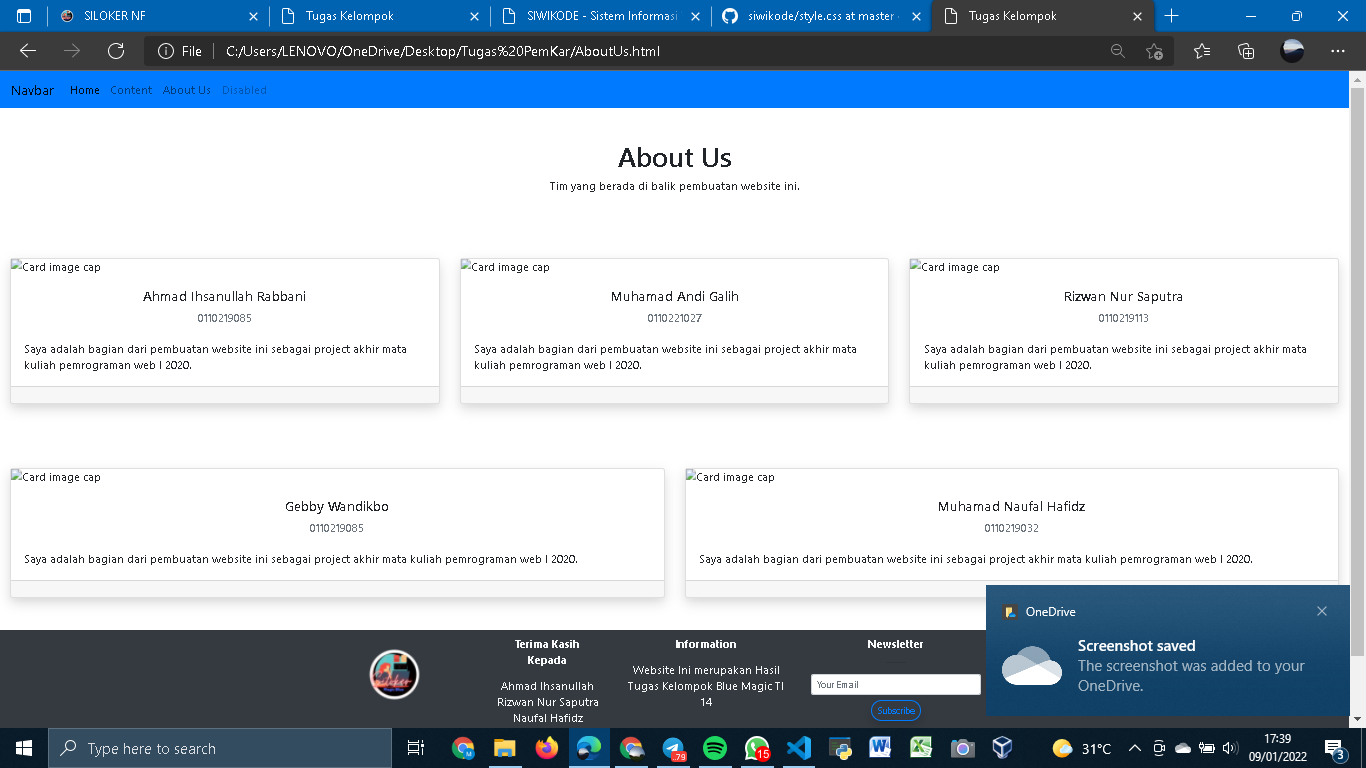 SILOKER NF
Tugas Kelompok
SIWIKODE - Sistem Informasi
siwikode/style.css at master
Tugas Kelompok
File
C:/Users/LENOVO/OneDrive/Desktop/Tugas%20PemKar/AboutUs.html
Navbar Home Content About Us Disabled
About Us
Tim yang berada di balik pembuatan website ini.
Card image cap
Ahmad Ihsanullah Rabbani
0110219085
Saya adalah bagian dari pembuatan website ini sebagai project akhir mata
kuliah pemrograman web I 2020.
Card image cap
Muhamad Andi Galih
0110221027
Saya adalah bagian dari pembuatan website ini sebagai project akhir mata
kuliah pemrograman web I 2020.
Card image cap
Rizwan Nur Saputra
0110219113
Saya adalah bagian dari pembuatan website ini sebagai project akhir mata
kuliah pemrograman web I 2020.
Card image cap
Gebby Wandikbo
0110219085
Saya adalah bagian dari pembuatan website ini sebagai project akhir mata kuliah pemrograman web I 2020.
Card image cap
Muhamad Naufal Hafidz
0110219032
Saya adalah bagian dari pembuatan website ini sebagai project akhir mata kuliah pemrograman web I 2020.
Terima Kasih
Kepada
Ahmad Ihsanullah
Rizwan Nur Saputra
Naufal Hafidz
Information
Website Ini merupakan Hasil
Tugas Kelompok Blue Magic TI
14
Newsletter
Your Email
Subscribe
OneDrive
Screenshot saved
The screenshot was added to your
OneDrive.
Type here to search
79
15
31°C
17:39
09/01/2022
3